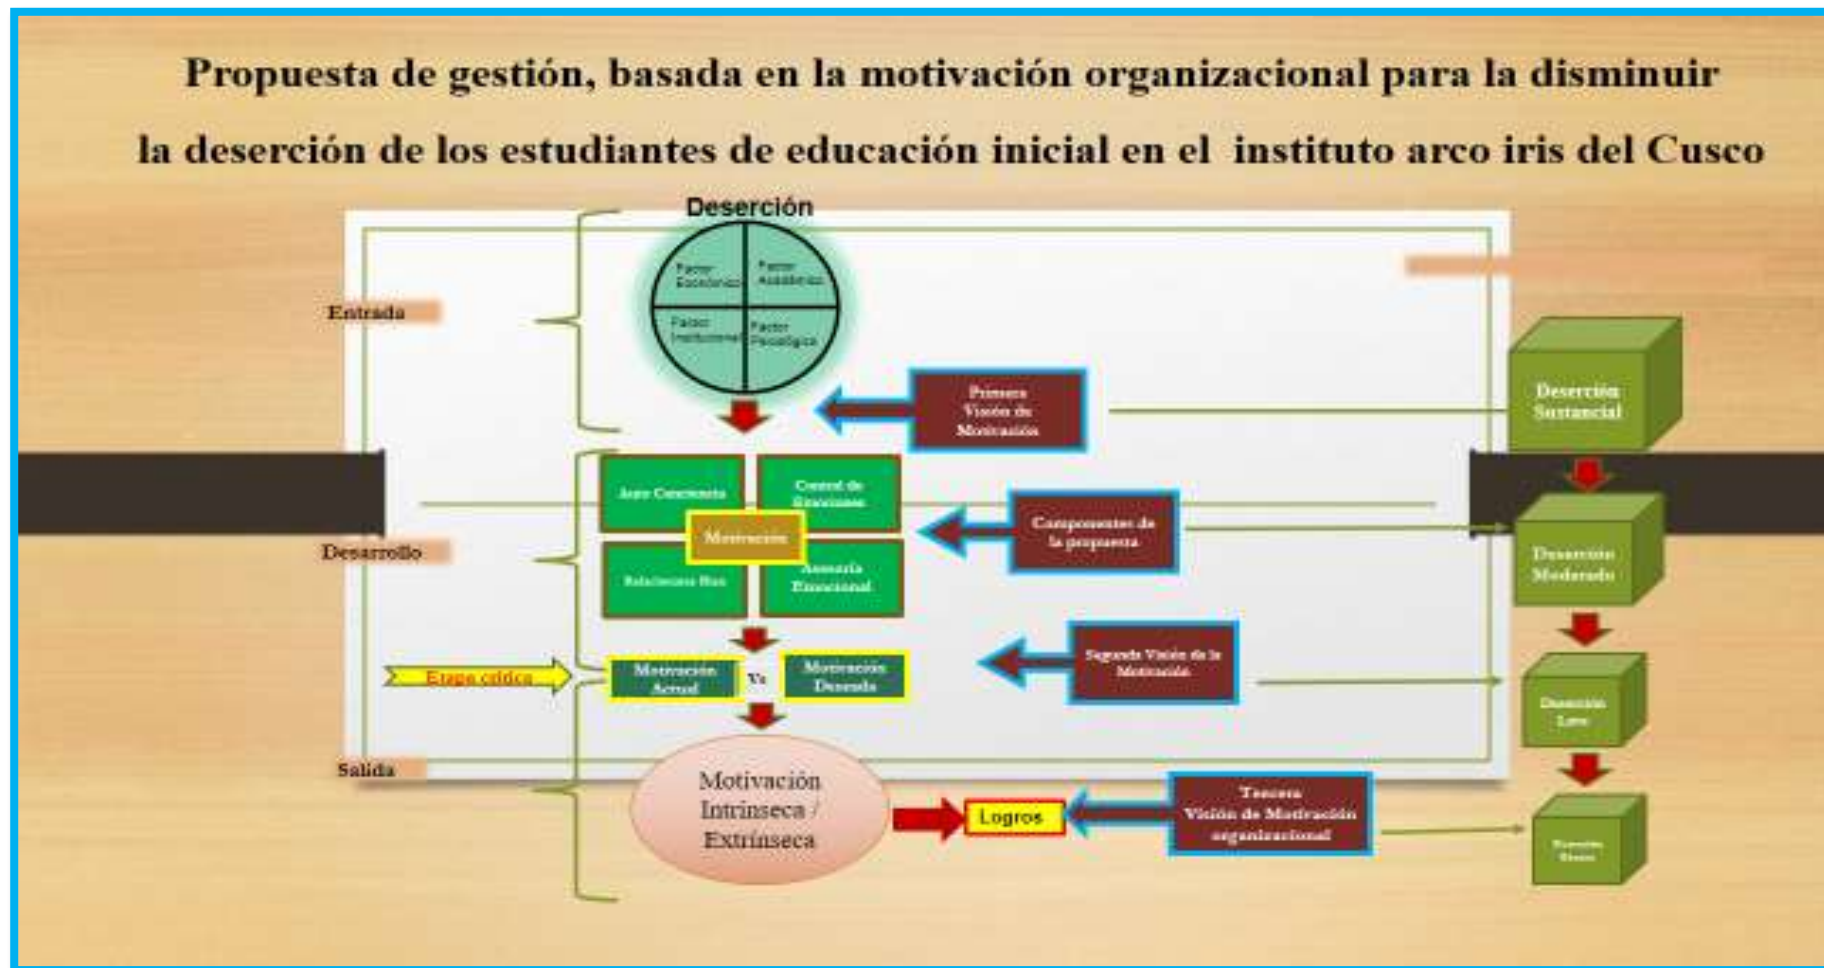 Propuesta de gestión, basada en la motivación organizacional para la disminuir
la deserción de los estudiantes de educación inicial en el instituto arco iris del Cusco
Deserción
Factor
Económico
Factor
Académico
Factor
Institucional
Factor
Psicológico
Entrada
Primera
Visión de
Motivación
Deserción
Sustancial
Auto Conciencia
Control de
Emociones
Motivación
Asesoría
Emocional
Componentes de
la propuesta
Desarrollo
Deserción
Moderado
Segunda Visión de la
Motivación
Etapa critica
Motivación
Actual
Vs
Motivación
Deseada
Deserción
Leve
Salida
Motivación
Intrínseca /
Extrínseca
Logros
Tercera
Visión de Motivación
organizacional